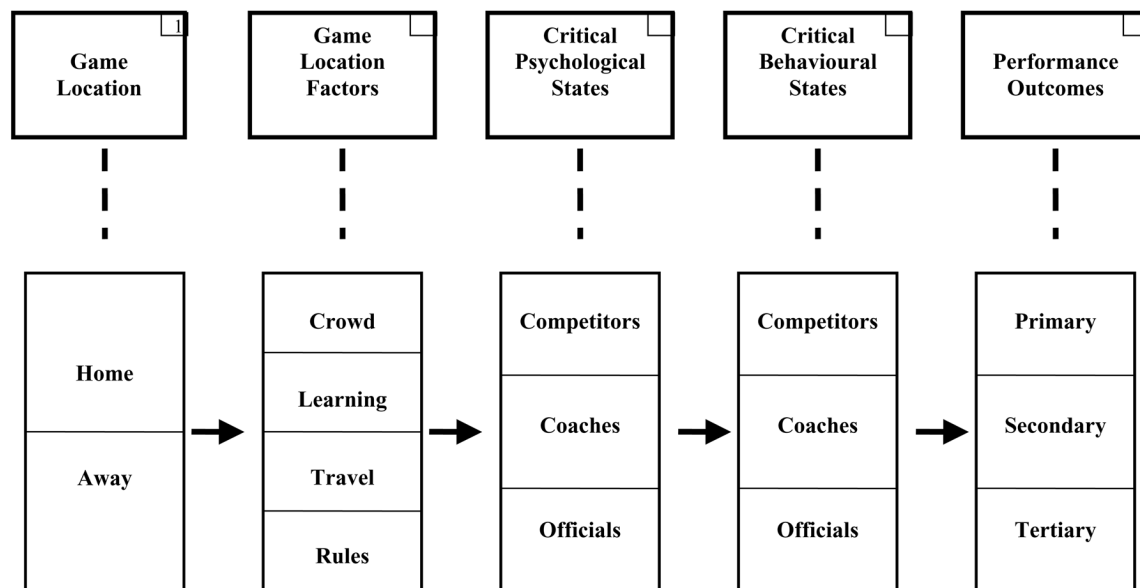 1
Game
Location
Game
Location
Factors
Critical
Psychological
States
Critical
Behavioural
States
Performance
Outcomes
Home
Away
Crowd
Learning
Travel
Rules
Competitors
Coaches
Officials
Competitors
Coaches
Officials
Primary
Secondary
Tertiary